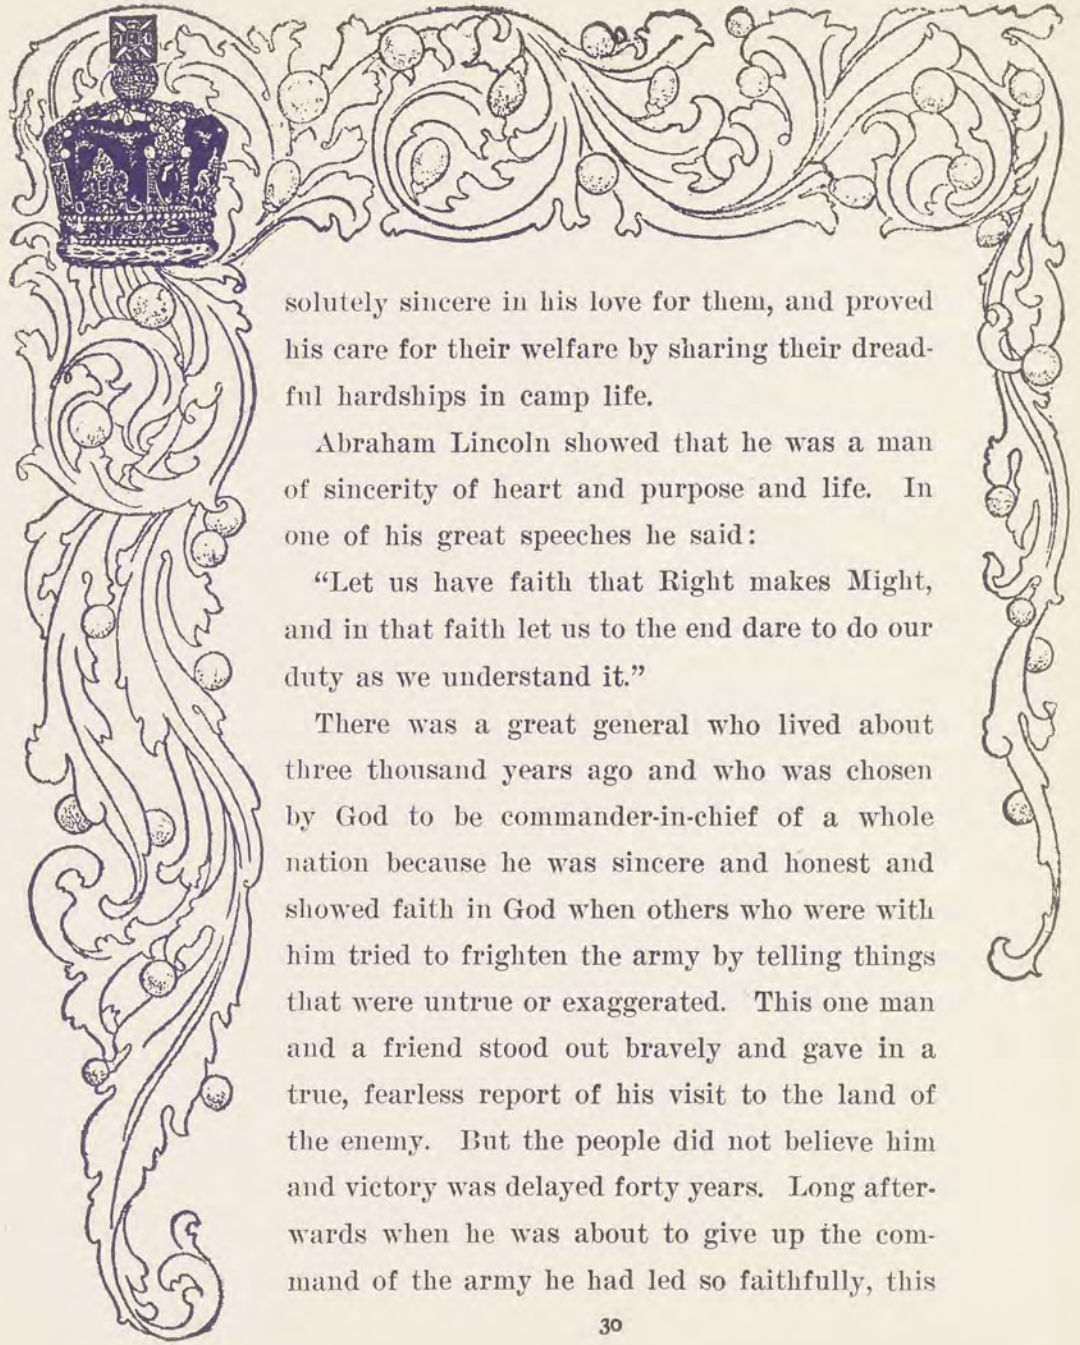 solutely sincere in his love for them, and proved
his care for their welfare by sharing their dread-
ful hardships in camp life.
Abraham Lincoln showed that he was a man
of sincerity of heart and purpose and life. In
one of his great speeches he said:
“Let us have faith that Right makes Might,
and in that faith let us to the end dare to do our
duty as we understand it.”
There was a great general who lived about
three thousand years ago and who was chosen
by God to be commander-in-chief of a whole
nation because he was sincere and honest and
showed faith in God when others who were with
him tried to frighten the army by telling things
that were untrue or exaggerated. This one man
and a friend stood out bravely and gave in a
true, fearless report of his visit to the land of
the enemy. But the people did not believe him
and victory was delayed forty years. Long after-
wards when he was about to give up the com-
mand of the army he had led so faithfully, this
30